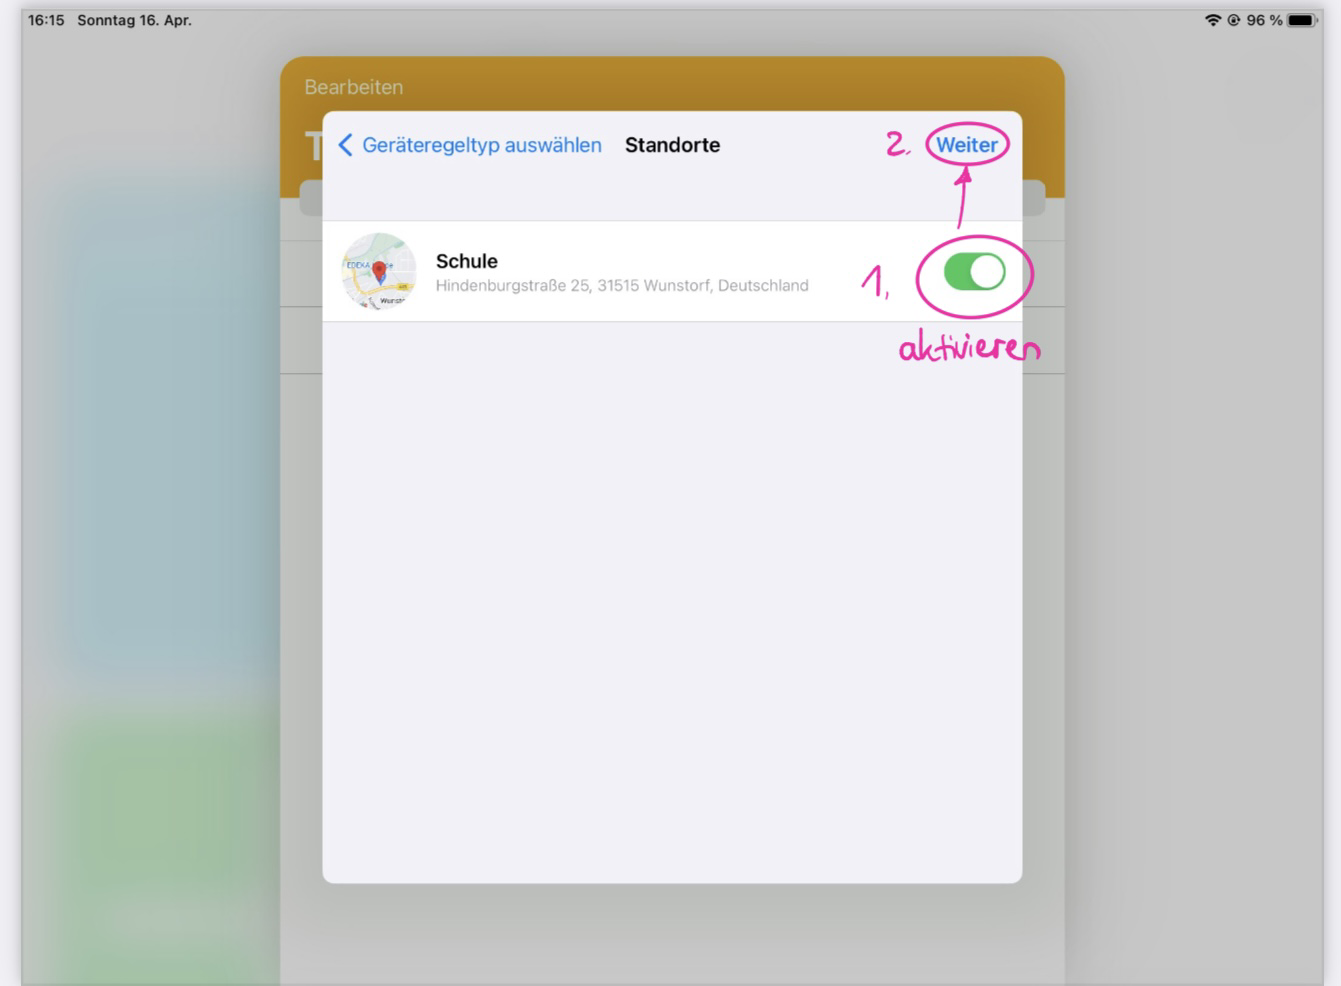 16:15 Sonntag 16. Apr. 96 %
Bearbeiten
T
Geräteregeltyp auswählen Standorte 2. Weiter
EDEKA
Schule
Hindenburgstraße 25, 31515 Wunstorf, Deutschland 1,
aktivieren